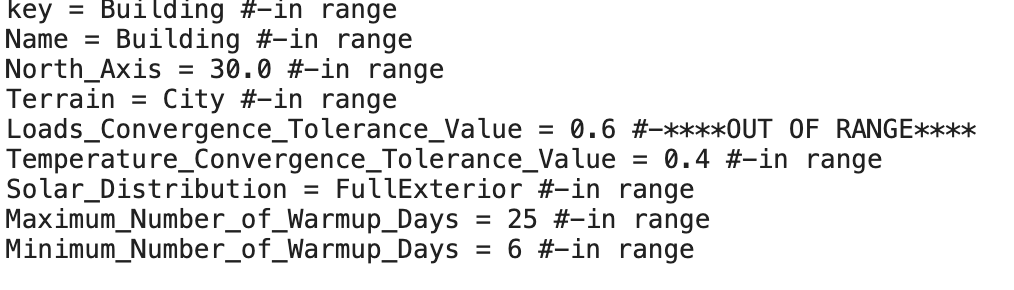 key = Building #-in range
Name = Building #-in range
North_Axis = 30.0 #-in range
Terrain = City #-in range
Loads_Convergence_Tolerance_Value = 0.6 #-****OUT OF RANGE****
Temperature_Convergence_Tolerance_Value = 0.4 #-in range
Solar_Distribution = FullExterior #-in range
Maximum_Number_of_Warmup_Days = 25 #-in range
Minimum_Number_of_Warmup_Days = 6 #-in range